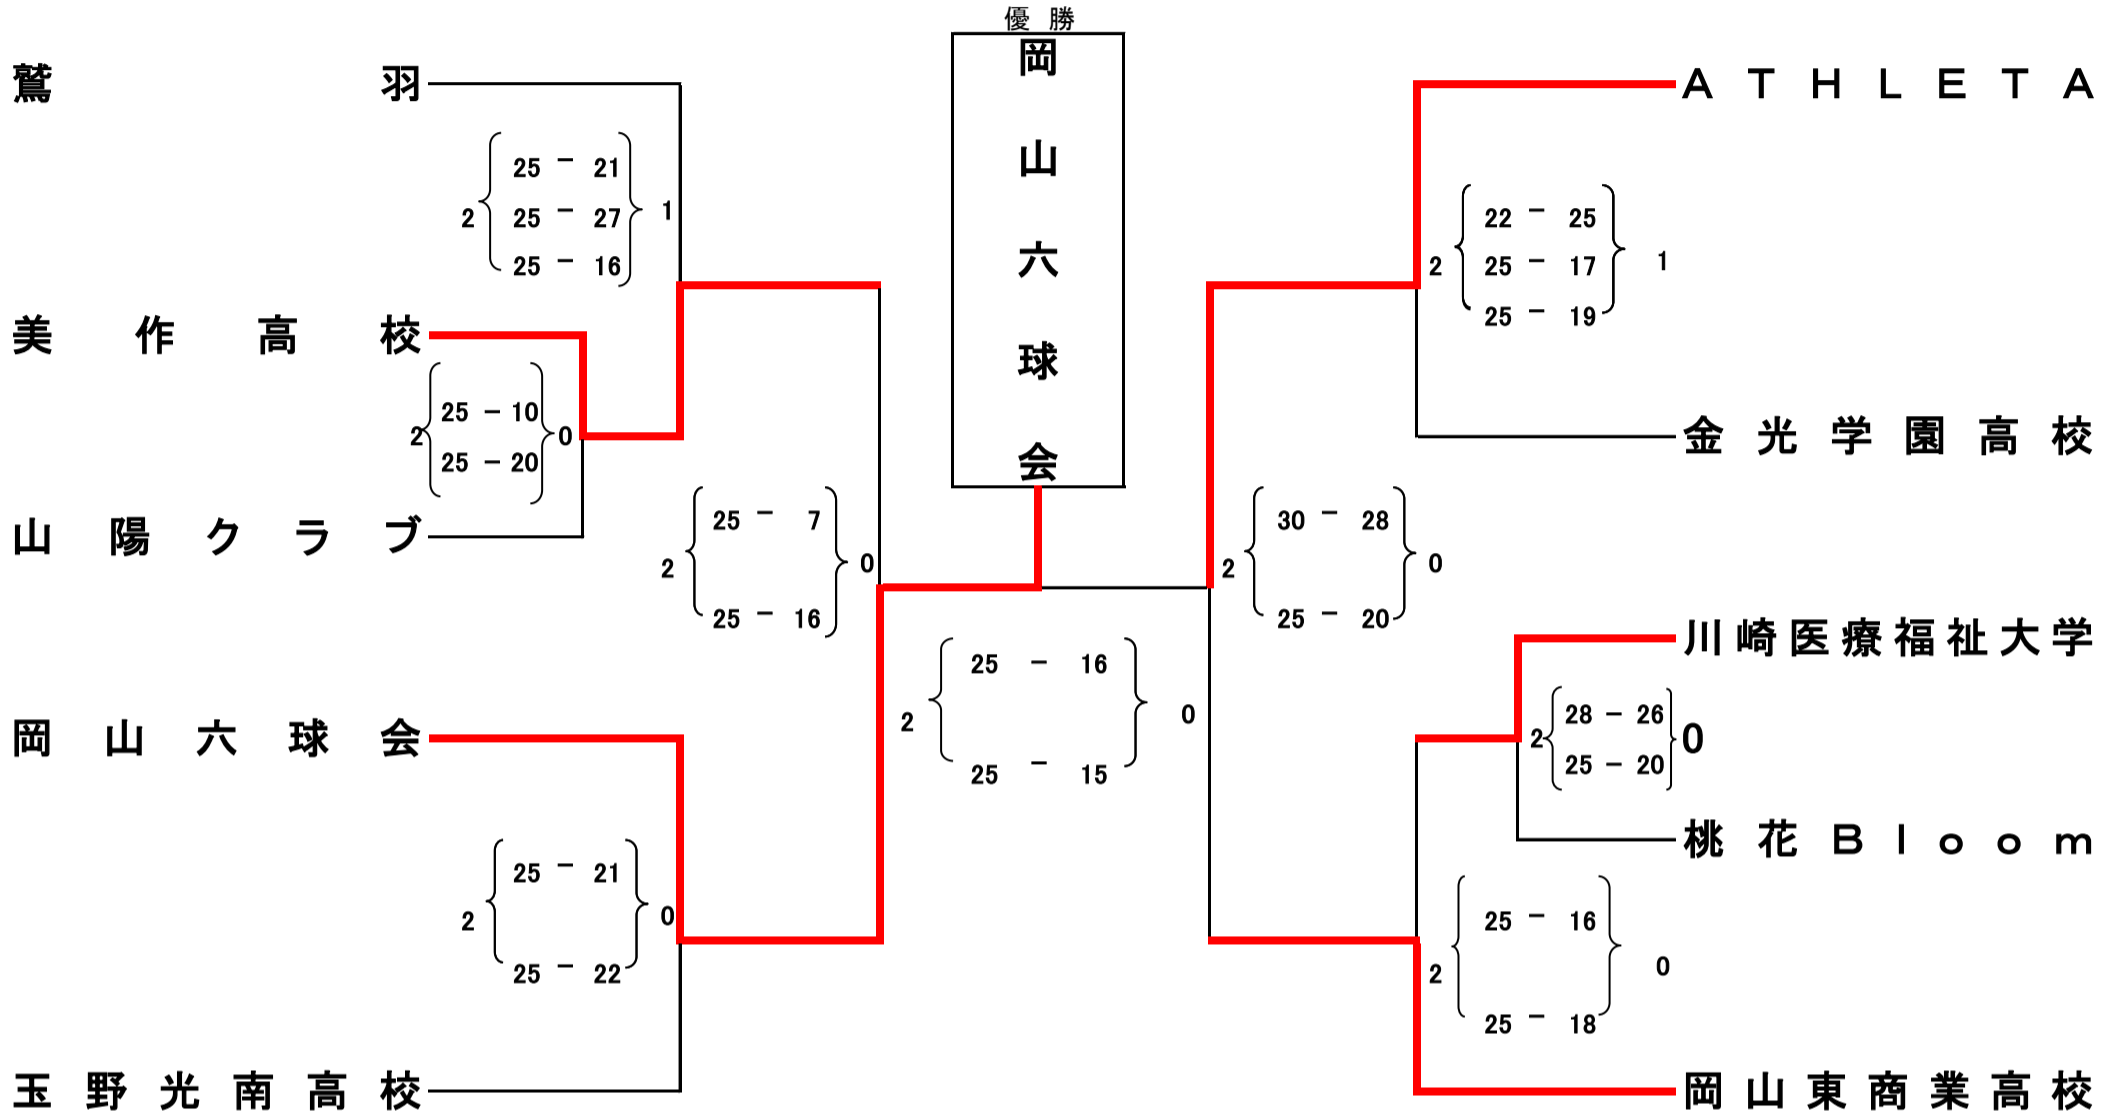 優 勝
岡山六球会
鷲羽
25 － 21
25 － 27
25 － 16
2
1
美作高校
25 － 10
25 － 20
2
0
山陽クラブ
25 － 7
25 － 16
2
0
岡山六球会
25 － 21
25 － 22
2
0
玉野光南高校
25 － 16
25 － 15
2
0
ＡＴＨＬＥＴＡ
22 － 25
25 － 17
25 － 19
2
1
金光学園高校
30 － 28
25 － 20
2
0
川崎医療福祉大学
28 － 26
25 － 20
2
0
桃花Ｂｌｏｏｍ
25 － 16
25 － 18
2
0
岡山東商業高校